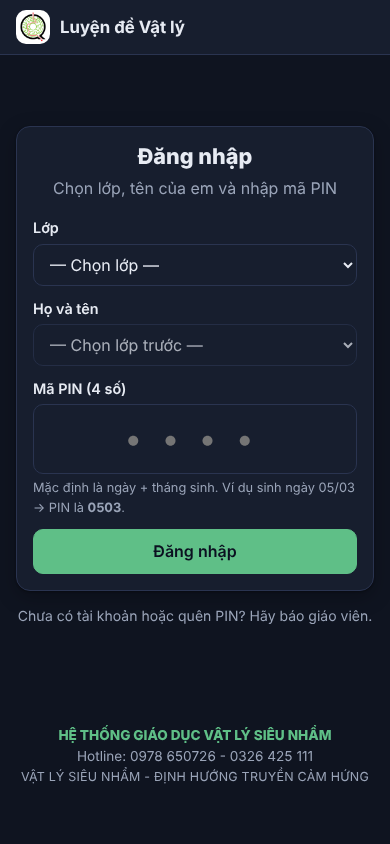 Luyện đề Vật lý
Đăng nhập
Chọn lớp, tên của em và nhập mã PIN
Lớp
— Chọn lớp —
Họ và tên
— Chọn lớp trước —
Mã PIN (4 số)
● ● ● ●
Mặc định là ngày + tháng sinh. Ví dụ sinh ngày 05/03
→ PIN là 0503.
Đăng nhập
Chưa có tài khoản hoặc quên PIN? Hãy báo giáo viên.
HỆ THỐNG GIÁO DỤC VẬT LÝ SIÊU NHẨM
Hotline: 0978 650726 - 0326 425 111
VẬT LÝ SIÊU NHẨM - ĐỊNH HƯỚNG TRUYỀN CẢM HỨNG